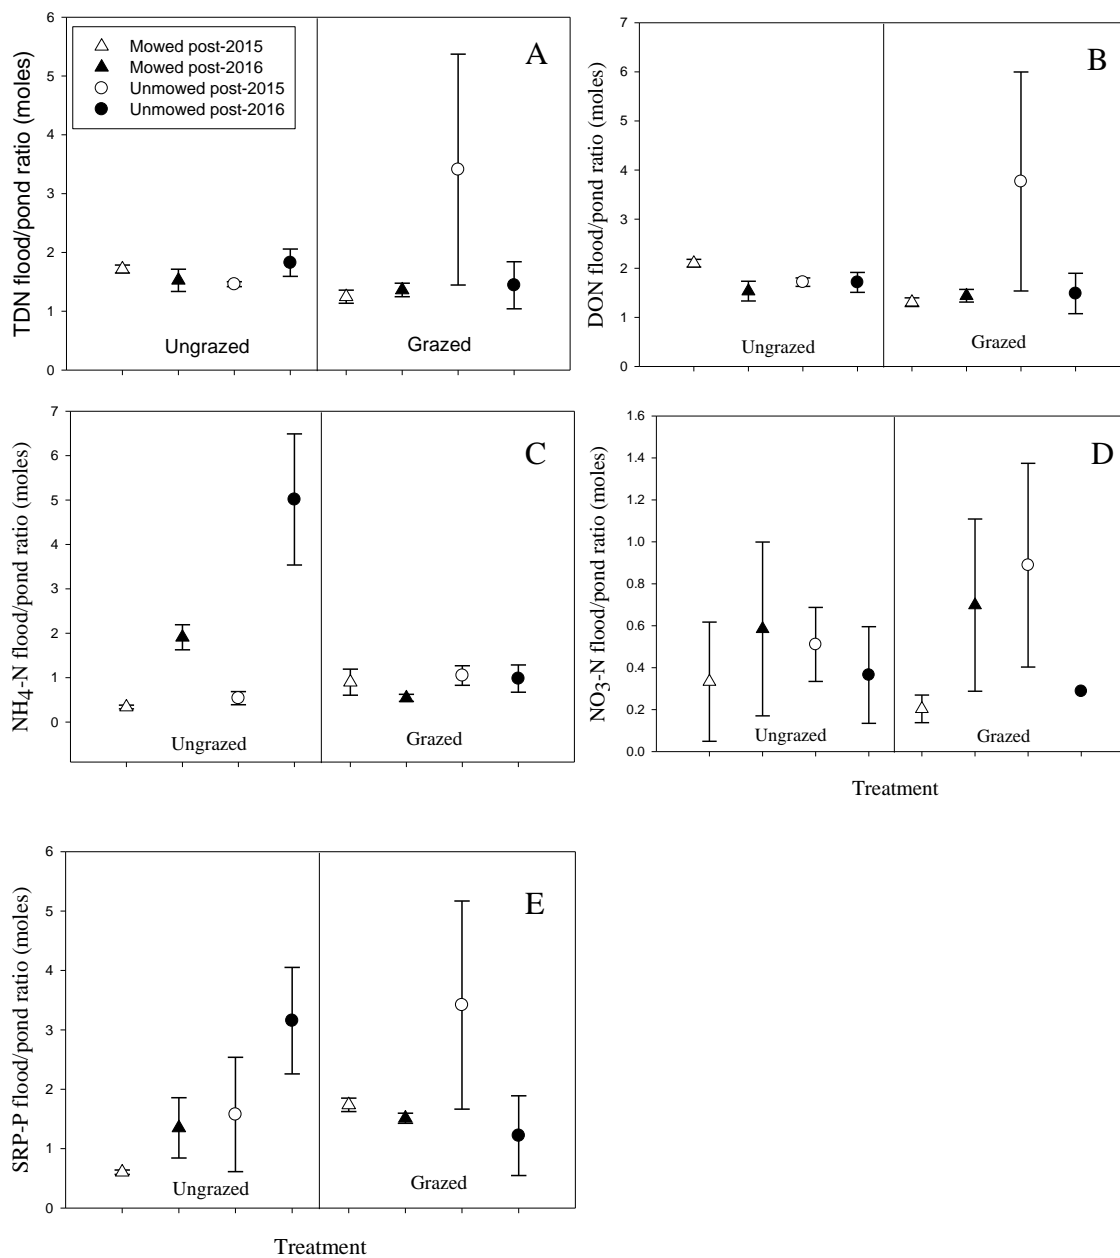 6
5
4
3
2
1
0
TDN flood/pond ratio (moles)
Mowed post-2015
Mowed post-2016
Unmowed post-2015
Unmowed post-2016
A
Ungrazed
Grazed
7
6
5
4
3
2
1
0
DON flood/pond ratio (moles)
B
Ungrazed
Grazed
7
6
5
4
3
2
1
0
NH4-N flood/pond ratio (moles)
C
Ungrazed
Grazed
1.6
1.4
1.2
1.0
0.8
0.6
0.4
0.2
0.0
NO3-N flood/pond ratio (moles)
D
Ungrazed
Grazed
Treatment
6
5
4
3
2
1
0
SRP-P flood/pond ratio (moles)
E
Ungrazed
Grazed
Treatment